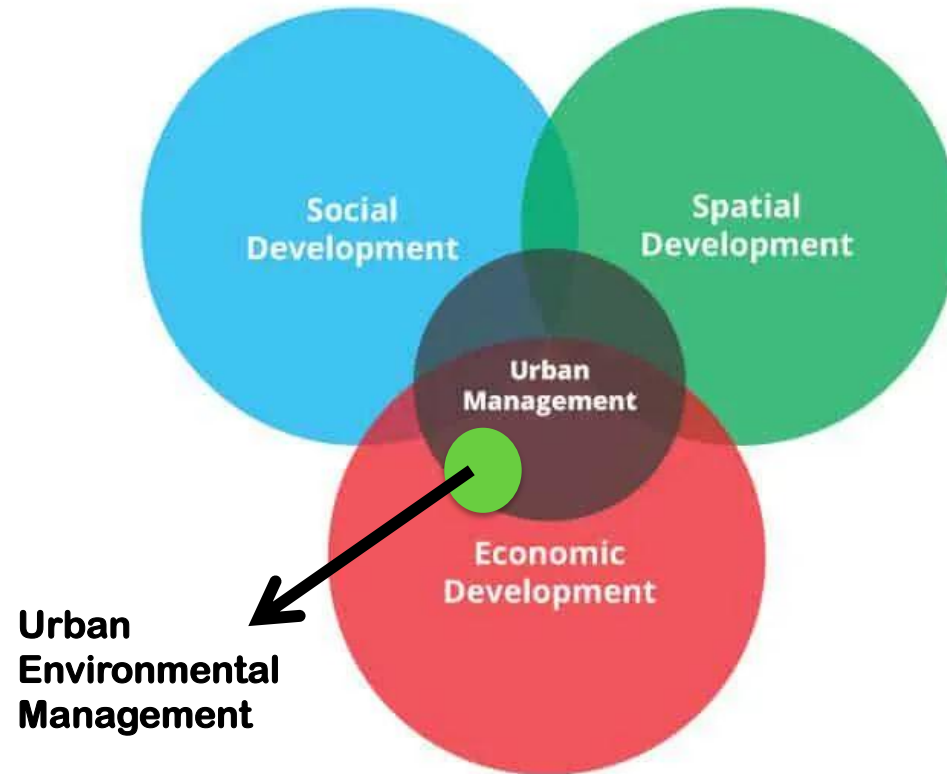 Social
Development
Spatial
Development
Urban
Management
Economic
Development
Urban
Environmental
Management